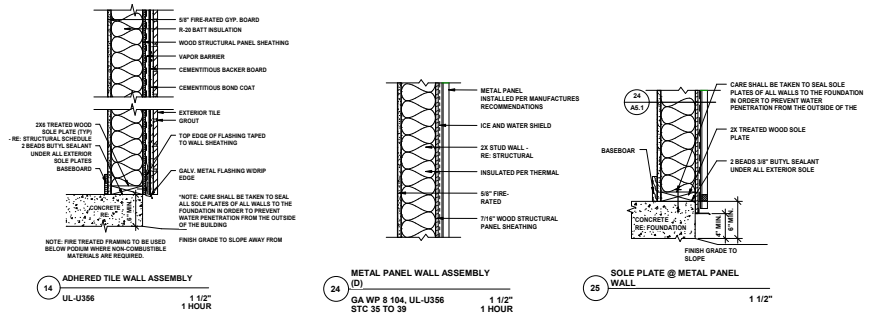 5/8" FIRE-RATED GYP. BOARD
R-20 BATT INSULATION
WOOD STRUCTURAL PANEL SHEATHING
VAPOR BARRIER
CEMENTITIOUS BACKER BOARD
CEMENTITIOUS BOND COAT
EXTERIOR TILE
GROUT
TOP EDGE OF FLASHING TAPED
TO WALL SHEATHING
GALV. METAL FLASHING W/DRIP
EDGE
*NOTE: CARE SHALL BE TAKEN TO SEAL
ALL SOLE PLATES OF ALL WALLS TO THE
FOUNDATION IN ORDER TO PREVENT
WATER PENETRATION FROM THE OUTSIDE
OF THE BUILDING
FINISH GRADE TO SLOPE AWAY FROM
2X6 TREATED WOOD
SOLE PLATE (TYP)
- RE: STRUCTURAL SCHEDULE
2 BEADS BUTYL SEALANT
UNDER ALL EXTERIOR
SOLE PLATES
BASEBOARD
CONCRETE
RE:
6" MIN.
NOTE: FIRE TREATED FRAMING TO BE USED
BELOW PODIUM WHERE NON-COMBUSTIBLE
MATERIALS ARE REQUIRED.
14
ADHERED TILE WALL ASSEMBLY
UL-U356
1 1/2"
1 HOUR
METAL PANEL
INSTALLED PER MANUFACTURES
RECOMMENDATIONS
ICE AND WATER SHIELD
2X STUD WALL -
RE: STRUCTURAL
INSULATED PER THERMAL
5/8" FIRE-
RATED
7/16" WOOD STRUCTURAL
PANEL SHEATHING
24
METAL PANEL WALL ASSEMBLY
(D)
GA WP 8 104, UL-U356
STC 35 TO 39
1 1/2"
1 HOUR
24
A5.1
CARE SHALL BE TAKEN TO SEAL SOLE
PLATES OF ALL WALLS TO THE FOUNDATION
IN ORDER TO PREVENT WATER
PENETRATION FROM THE OUTSIDE OF THE
2X TREATED WOOD SOLE
PLATE
2 BEADS 3/8" BUTYL SEALANT
UNDER ALL EXTERIOR SOLE
BASEBOAR
CONCRETE
RE: FOUNDATION
4" MIN.
6" MIN.
FINISH GRADE TO
SLOPE
25
SOLE PLATE @ METAL PANEL
WALL
1 1/2"